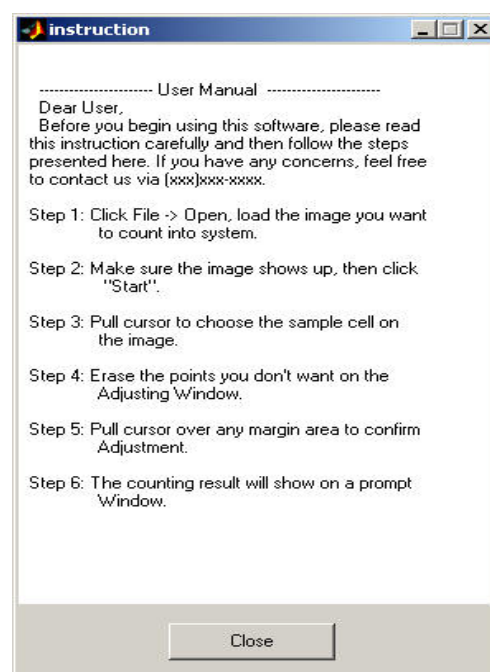 instruction
----------------------- User Manual -----------------------
Dear User,
Before you begin using this software, please read
this instruction carefully and then follow the steps
presented here. If you have any concerns, feel free
to contact us via (xxx)xxx-xxxx.
Step 1: Click File -> Open, load the image you want
to count into system.
Step 2: Make sure the image shows up, then click
"Start".
Step 3: Pull cursor to choose the sample cell on
the image.
Step 4: Erase the points you don't want on the
Adjusting Window.
Step 5: Pull cursor over any margin area to confirm
Adjustment.
Step 6: The counting result will show on a prompt
Window.
Close